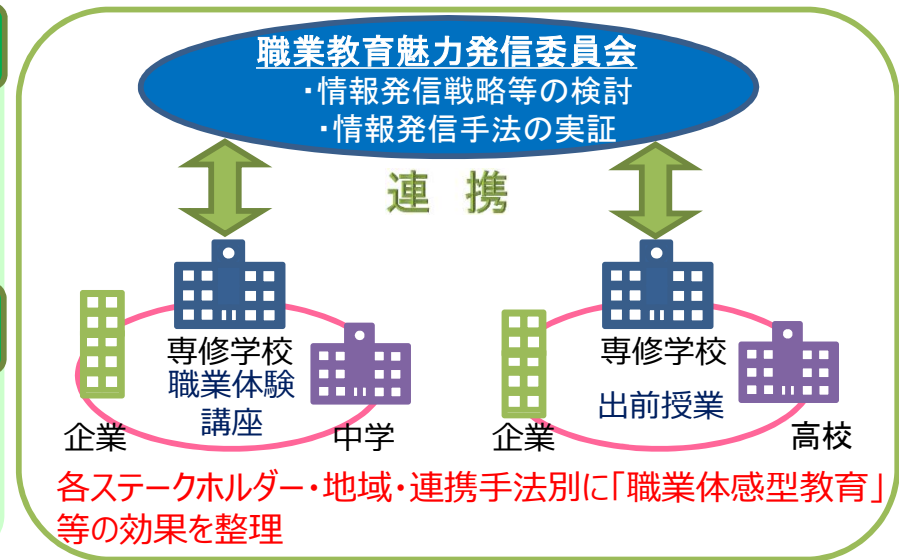 職業教育魅力発信委員会
・情報発信戦略等の検討
・情報発信手法の実証
連 携
専修学校
職業体験
講座
企業
中学
専修学校
出前授業
企業
高校
各ステークホルダー・地域・連携手法別に「職業体感型教育」
等の効果を整理